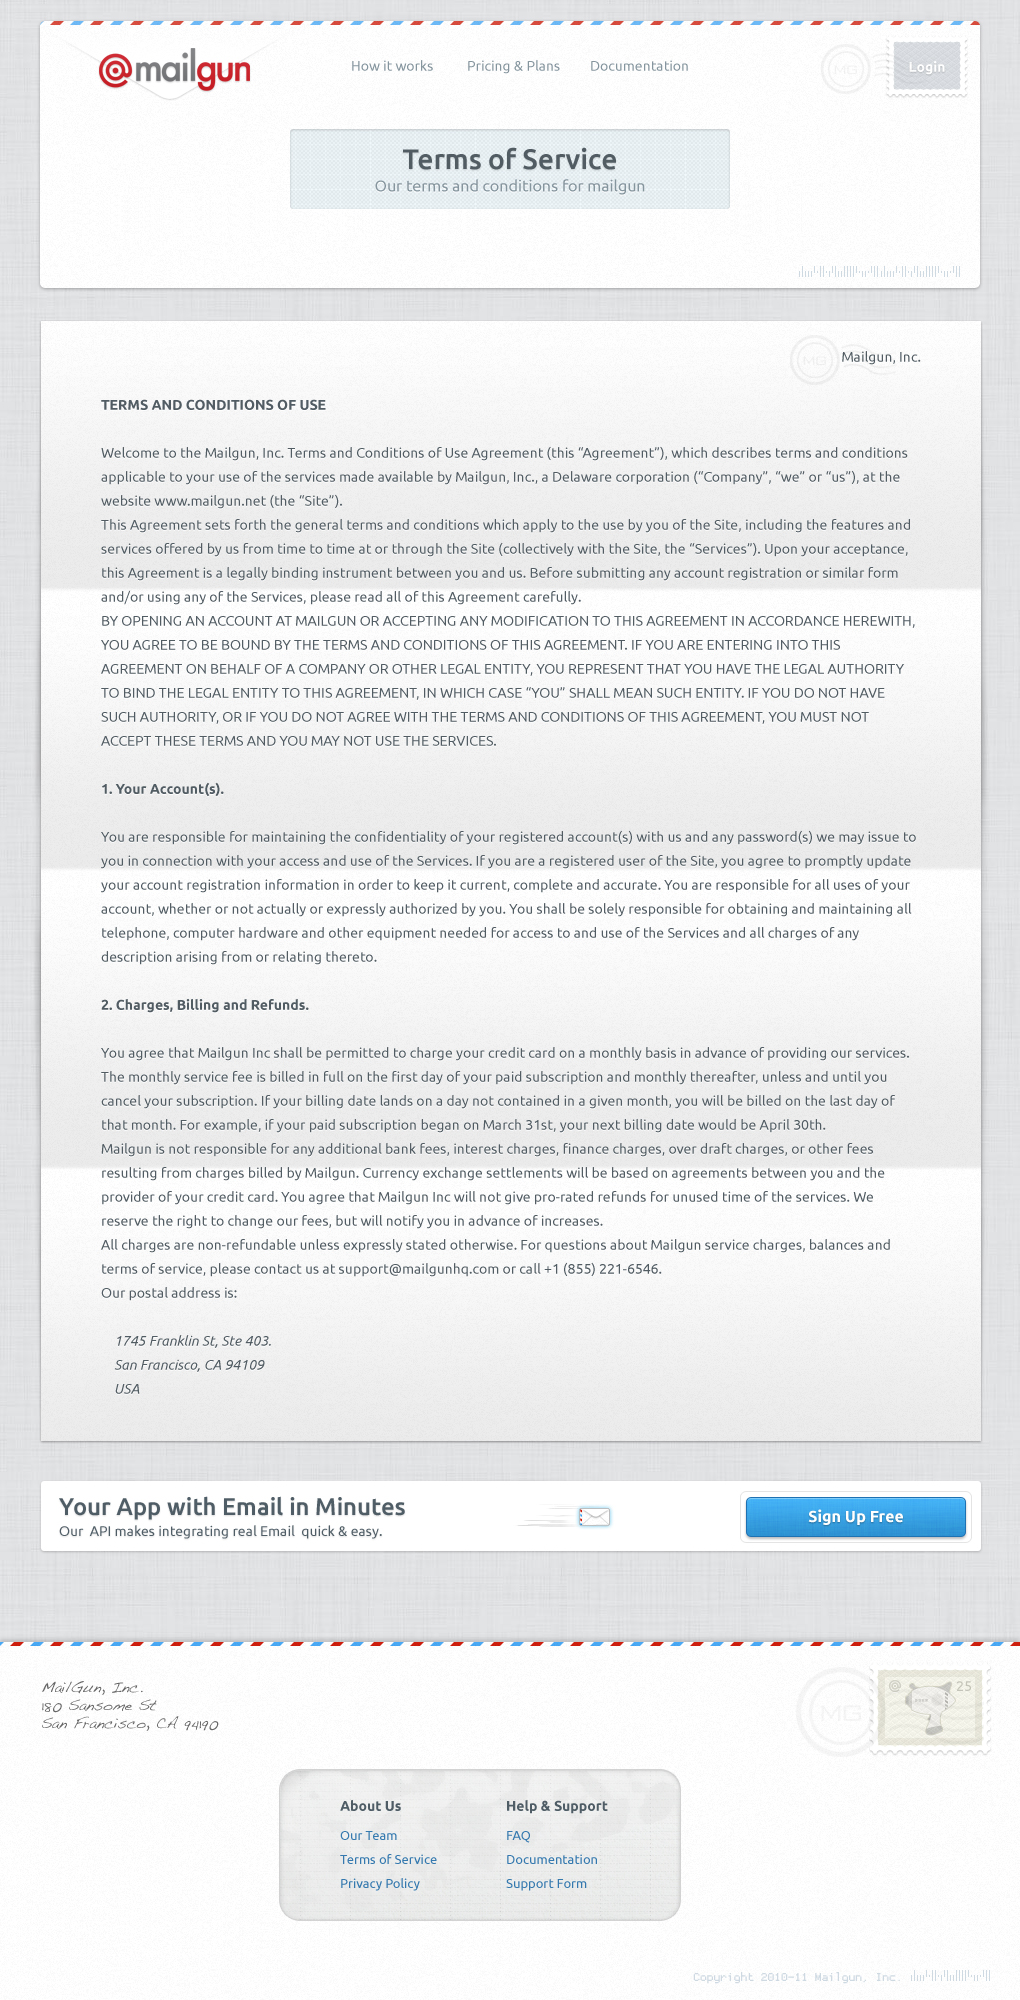 @mailgun
How it works Pricing & Plans Documentation
MG
Login
Terms of Service
Our terms and conditions for mailgun
MG
Mailgun, Inc.
TERMS AND CONDITIONS OF USE
Welcome to the Mailgun, Inc. Terms and Conditions of Use Agreement (this “Agreement”), which describes terms and conditions
applicable to your use of the services made available by Mailgun, Inc., a Delaware corporation (“Company”, “we” or “us”), at the
website www.mailgun.net (the “Site”).
This Agreement sets forth the general terms and conditions which apply to the use by you of the Site, including the features and
services offered by us from time to time at or through the Site (collectively with the Site, the “Services”). Upon your acceptance,
this Agreement is a legally binding instrument between you and us. Before submitting any account registration or similar form
and/or using any of the Services, please read all of this Agreement carefully.
BY OPENING AN ACCOUNT AT MAILGUN OR ACCEPTING ANY MODIFICATION TO THIS AGREEMENT IN ACCORDANCE HEREWITH,
YOU AGREE TO BE BOUND BY THE TERMS AND CONDITIONS OF THIS AGREEMENT. IF YOU ARE ENTERING INTO THIS
AGREEMENT ON BEHALF OF A COMPANY OR OTHER LEGAL ENTITY, YOU REPRESENT THAT YOU HAVE THE LEGAL AUTHORITY
TO BIND THE LEGAL ENTITY TO THIS AGREEMENT, IN WHICH CASE “YOU” SHALL MEAN SUCH ENTITY. IF YOU DO NOT HAVE
SUCH AUTHORITY, OR IF YOU DO NOT AGREE WITH THE TERMS AND CONDITIONS OF THIS AGREEMENT, YOU MUST NOT
ACCEPT THESE TERMS AND YOU MAY NOT USE THE SERVICES.
1. Your Account(s).
You are responsible for maintaining the confidentiality of your registered account(s) with us and any password(s) we may issue to
you in connection with your access and use of the Services. If you are a registered user of the Site, you agree to promptly update
your account registration information in order to keep it current, complete and accurate. You are responsible for all uses of your
account, whether or not actually or expressly authorized by you. You shall be solely responsible for obtaining and maintaining all
telephone, computer hardware and other equipment needed for access to and use of the Services and all charges of any
description arising from or relating thereto.
2. Charges, Billing and Refunds.
You agree that Mailgun Inc shall be permitted to charge your credit card on a monthly basis in advance of providing our services.
The monthly service fee is billed in full on the first day of your paid subscription and monthly thereafter, unless and until you
cancel your subscription. If your billing date lands on a day not contained in a given month, you will be billed on the last day of
that month. For example, if your paid subscription began on March 31st, your next billing date would be April 30th.
Mailgun is not responsible for any additional bank fees, interest charges, finance charges, over draft charges, or other fees
resulting from charges billed by Mailgun. Currency exchange settlements will be based on agreements between you and the
provider of your credit card. You agree that Mailgun Inc will not give pro-rated refunds for unused time of the services. We
reserve the right to change our fees, but will notify you in advance of increases.
All charges are non-refundable unless expressly stated otherwise. For questions about Mailgun service charges, balances and
terms of service, please contact us at support@mailgunhq.com or call +1 (855) 221-6546.
Our postal address is:
1745 Franklin St, Ste 403.
San Francisco, CA 94109
USA
Your App with Email in Minutes
Our API makes integrating real Email quick & easy.
Sign Up Free
MailGun, Inc.
180 Sansome St
San Francisco, CA 94190
MG
@ 25
About Us
Our Team
Terms of Service
Privacy Policy
Help & Support
FAQ
Documentation
Support Form
Copyright 2010-11 Mailgun, Inc.